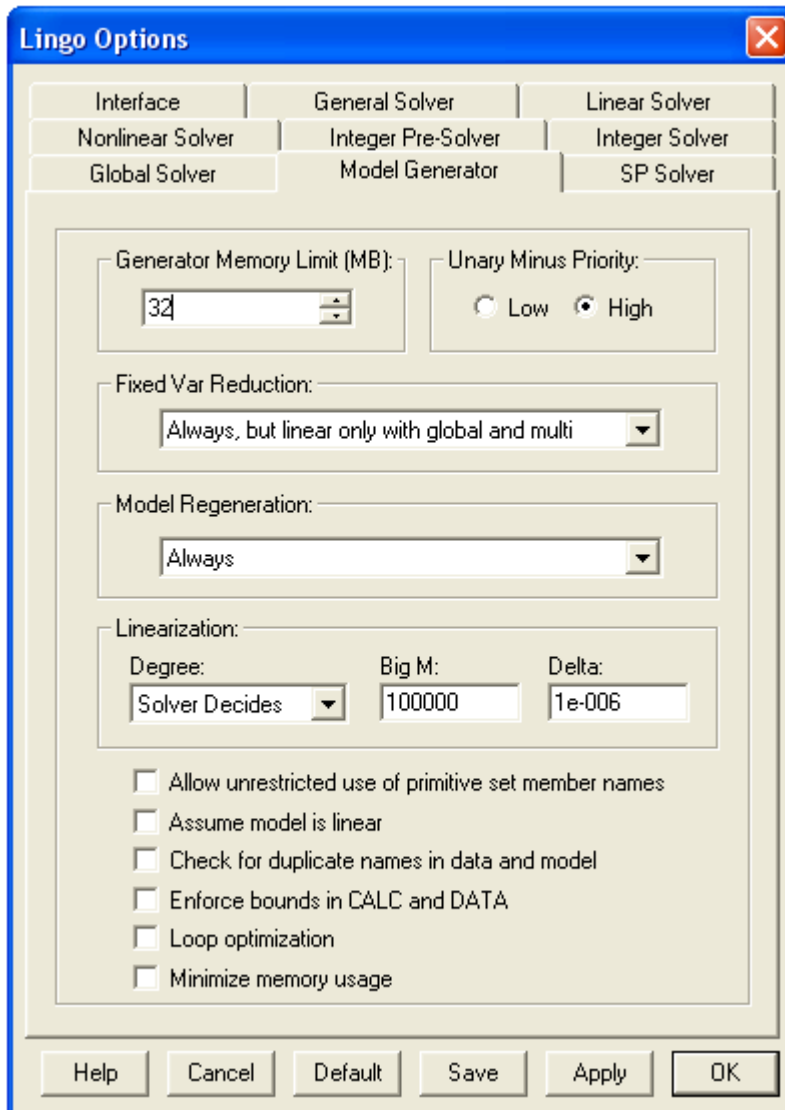 Lingo Options
Interface
General Solver
Linear Solver
Nonlinear Solver
Integer Pre-Solver
Integer Solver
Global Solver
Model Generator
SP Solver
Generator Memory Limit (MB):
32
Unary Minus Priority:
Low
High
Fixed Var Reduction:
Always, but linear only with global and multi
Model Regeneration:
Always
Linearization:
Degree:
Big M:
Delta:
Solver Decides
100000
1e-006
Allow unrestricted use of primitive set member names
Assume model is linear
Check for duplicate names in data and model
Enforce bounds in CALC and DATA
Loop optimization
Minimize memory usage
Help
Cancel
Default
Save
Apply
OK